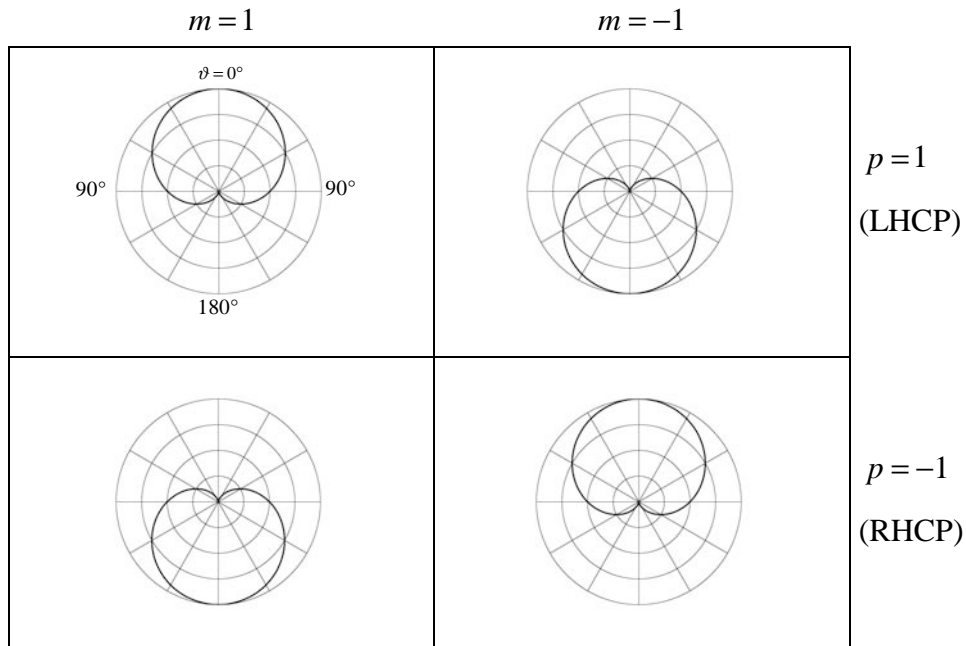 m = 1
m = −1
ϑ = 0°
90°
90°
180°
p = 1
(LHCP)
p = −1
(RHCP)